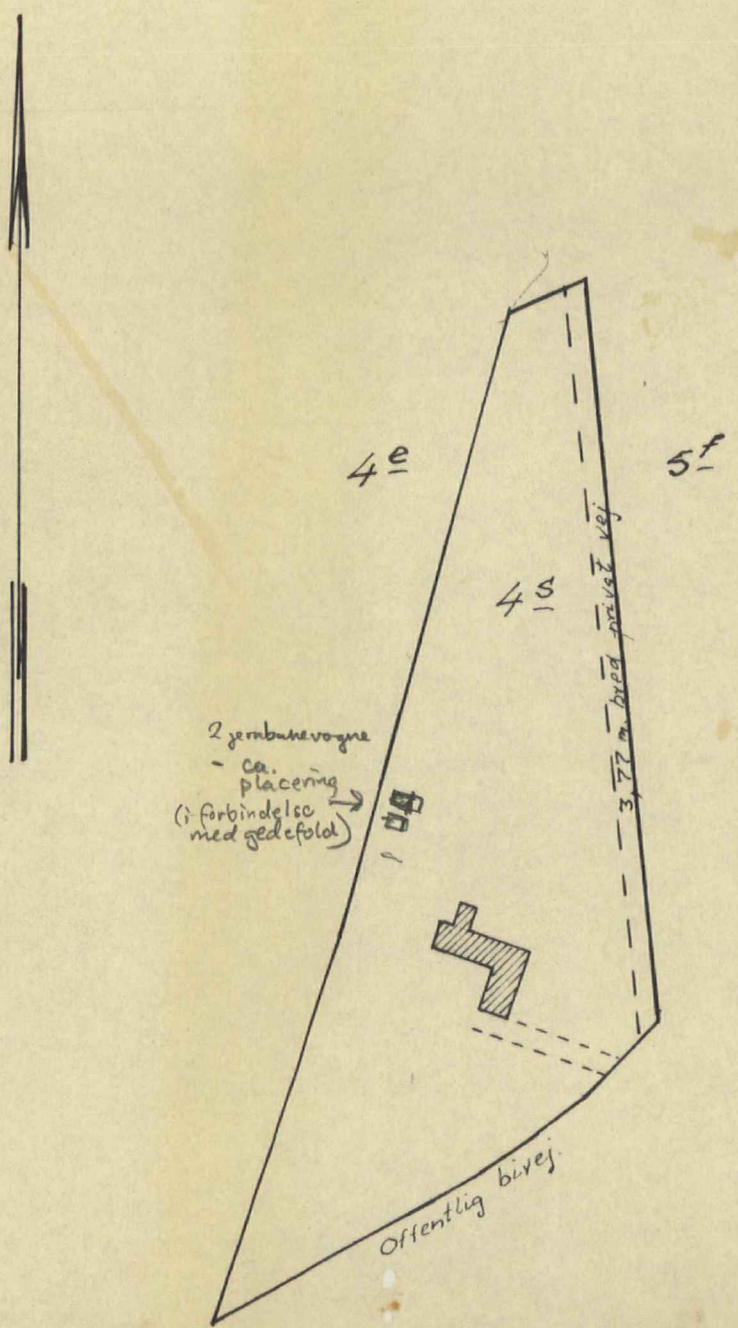 4e
5f
4s
3,77 m. bred privat vej
2 jernbanevogne
- ca.
placering
(i forbindelse
med gedefold)
Offentlig bivej.